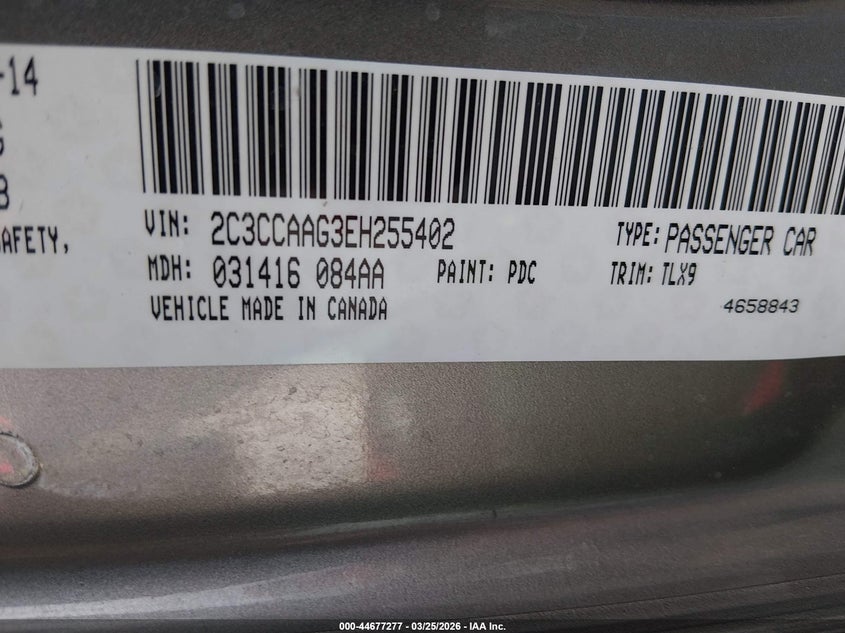 -14
B
SAFETY,
VIN: 2C3CCAAG3EH255402
TYPE: PASSENGER CAR
MDH: 031416 084AA
PAINT: PDC
TRIM: TLX9
VEHICLE MADE IN CANADA
4658843
000-44677277 - 03/25/2026 - IAA Inc.